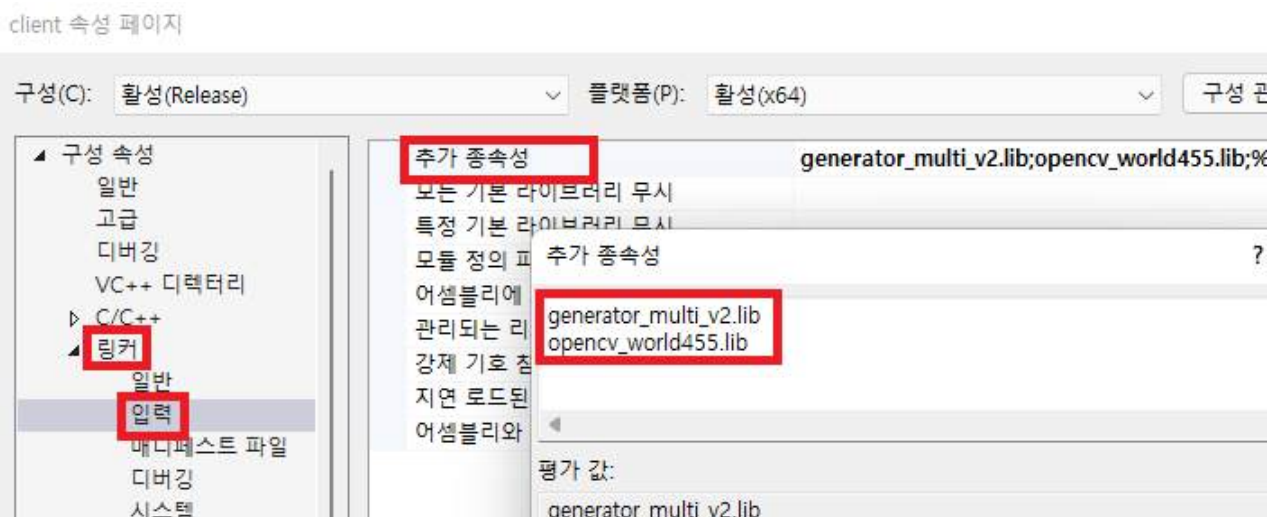 client 속성 페이지
구성(C): 활성(Release) 플랫폼(P): 활성(x64) 구성
구성 속성
일반
고급
디버깅
VC++ 디렉터리
C/C++
링커
일반
입력
매니페스트 파일
디버깅
시스템
추가 종속성 generator_multi_v2.lib;opencv_world455.lib;%
모든 기본 라이브러리 무시
특정 기본 라이브러리 무시
모듈 정의
어셈블리에
관리되는
강제 기호
지연 로드된
어셈블리와
추가 종속성 ?
generator_multi_v2.lib
opencv_world455.lib
평가 값:
generator_multi_v2.lib